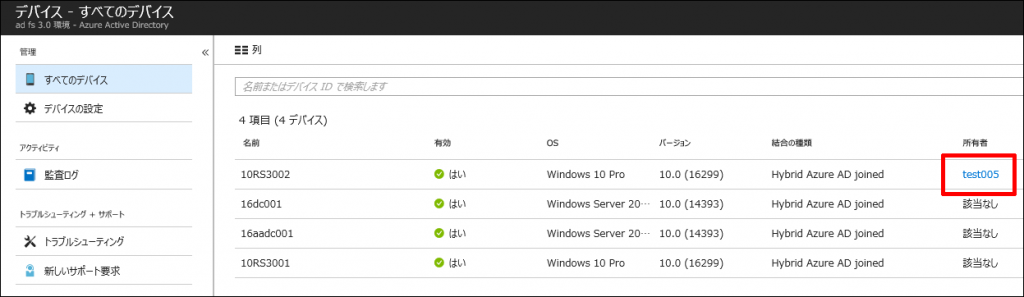 デバイス - すべてのデバイス
ad fs 3.0 環境 - Azure Active Directory
管理
«
すべてのデバイス
デバイスの設定
アクティビティ
監査ログ
トラブルシューティング + サポート
トラブルシューティング
新しいサポート要求
列
名前またはデバイス ID で検索します
4 項目 (4 デバイス)
名前 有効 OS バージョン 結合の種類 所有者
10RS3002 はい Windows 10 Pro 10.0 (16299) Hybrid Azure AD joined test005
16dc001 はい Windows Server 20… 10.0 (14393) Hybrid Azure AD joined 該当なし
16aadc001 はい Windows Server 20… 10.0 (14393) Hybrid Azure AD joined 該当なし
10RS3001 はい Windows 10 Pro 10.0 (16299) Hybrid Azure AD joined 該当なし